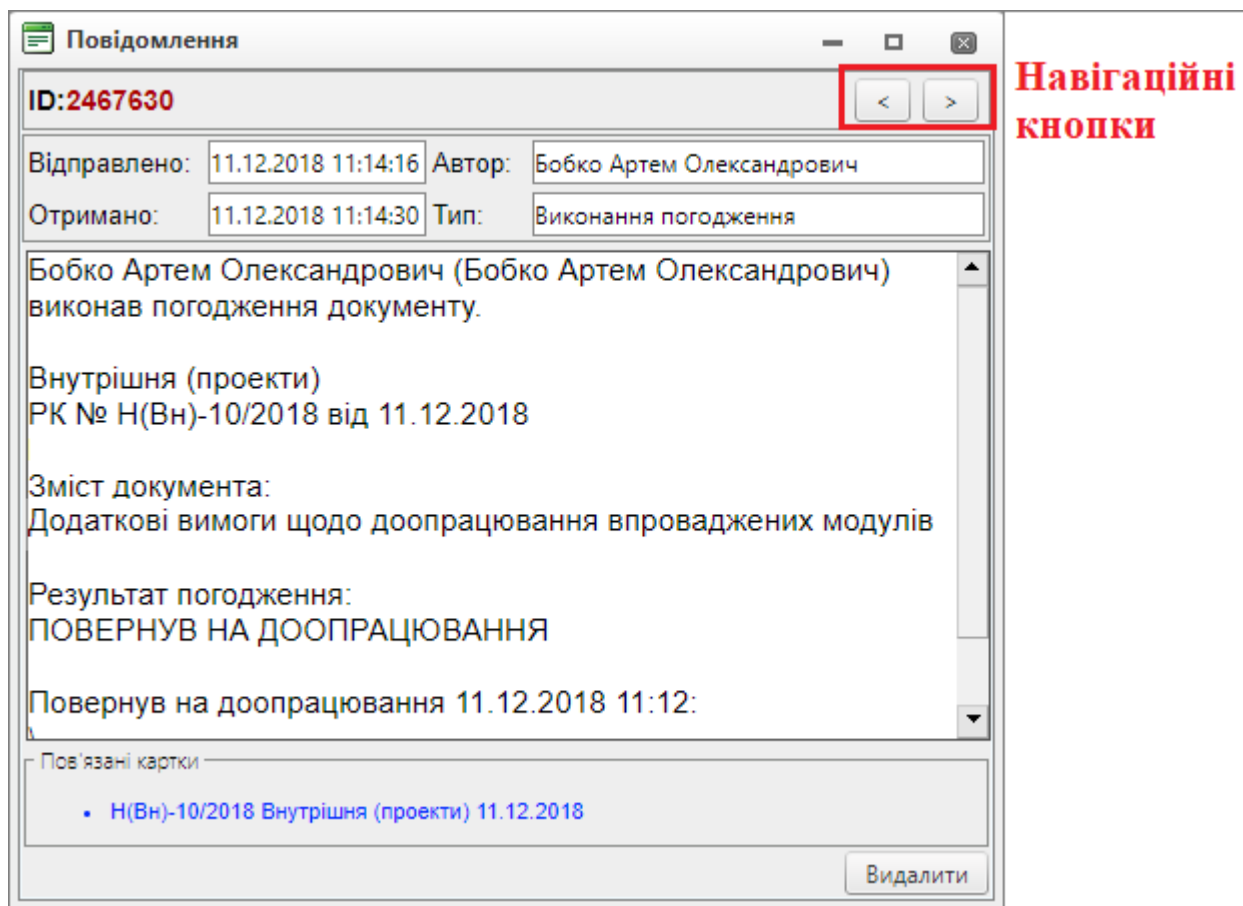 Повідомлення
ID:2467630
< >
Навігаційні
кнопки
Відправлено: 11.12.2018 11:14:16 Автор: Бобко Артем Олександрович
Отримано: 11.12.2018 11:14:30 Тип: Виконання погодження
Бобко Артем Олександрович (Бобко Артем Олександрович)
виконав погодження документу.
Внутрішня (проекти)
РК № Н(Вн)-10/2018 від 11.12.2018
Зміст документа:
Додаткові вимоги щодо доопрацювання впроваджених модулів
Результат погодження:
ПОВЕРНУВ НА ДООПРАЦЮВАННЯ
Повернув на доопрацювання 11.12.2018 11:12:
Пов'язані картки
• Н(Вн)-10/2018 Внутрішня (проекти) 11.12.2018
Видалити